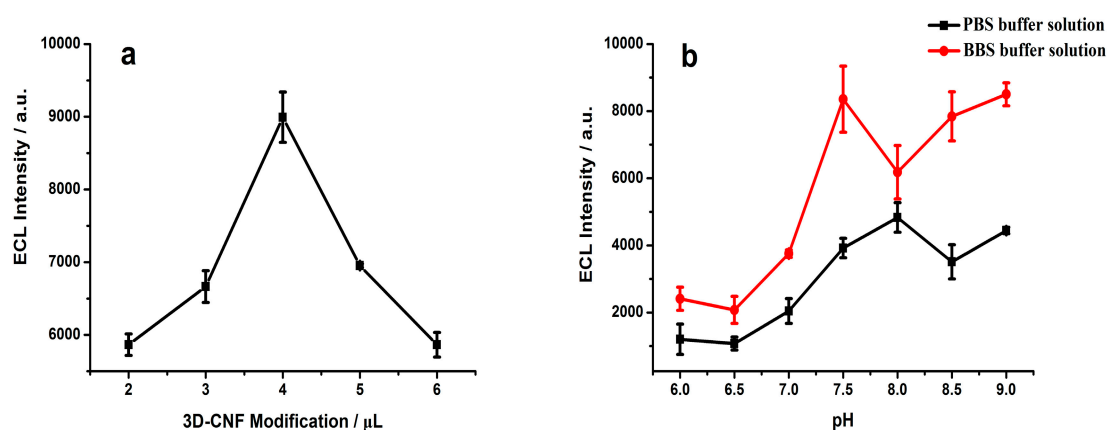 a
ECL Intensity / a.u.
10000
9000
8000
7000
6000
2 3 4 5 6
3D-CNF Modification / μL
PBS buffer solution
BBS buffer solution
b
ECL Intensity / a.u.
10000
8000
6000
4000
2000
6.0 6.5 7.0 7.5 8.0 8.5 9.0
pH